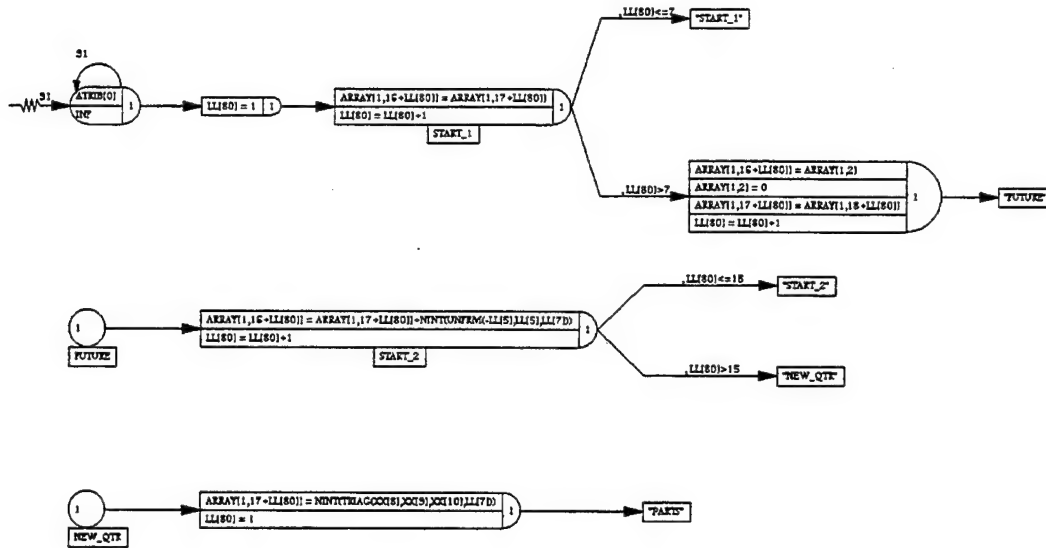 ,LL[80]<=7
"START_1"
91
91
ATRIB[0]
INF
1
LL[80] = 1
1
ARRAY[1,16+LL[80]] = ARRAY[1,17+LL[80]]
LL[80] = LL[80]+1
1
START_1
,LL[80]>7
ARRAY[1,16+LL[80]] = ARRAY[1,2]
ARRAY[1,2] = 0
ARRAY[1,17+LL[80]] = ARRAY[1,18+LL[80]]
LL[80] = LL[80]+1
1
"FUTURE"
,LL[80]<=15
"START_2"
1
FUTURE
ARRAY[1,16+LL[80]] = ARRAY[1,17+LL[80]]+NINT(UNFRM(-LL[5],LL[5],LL[7]))
LL[80] = LL[80]+1
1
START_2
,LL[80]>15
"NEW_QTR"
1
NEW_QTR
ARRAY[1,17+LL[80]] = NINT(TRIAG(XX[8],XX[9],XX[10],LL[7]))
LL[80] = 1
1
"PARTS"